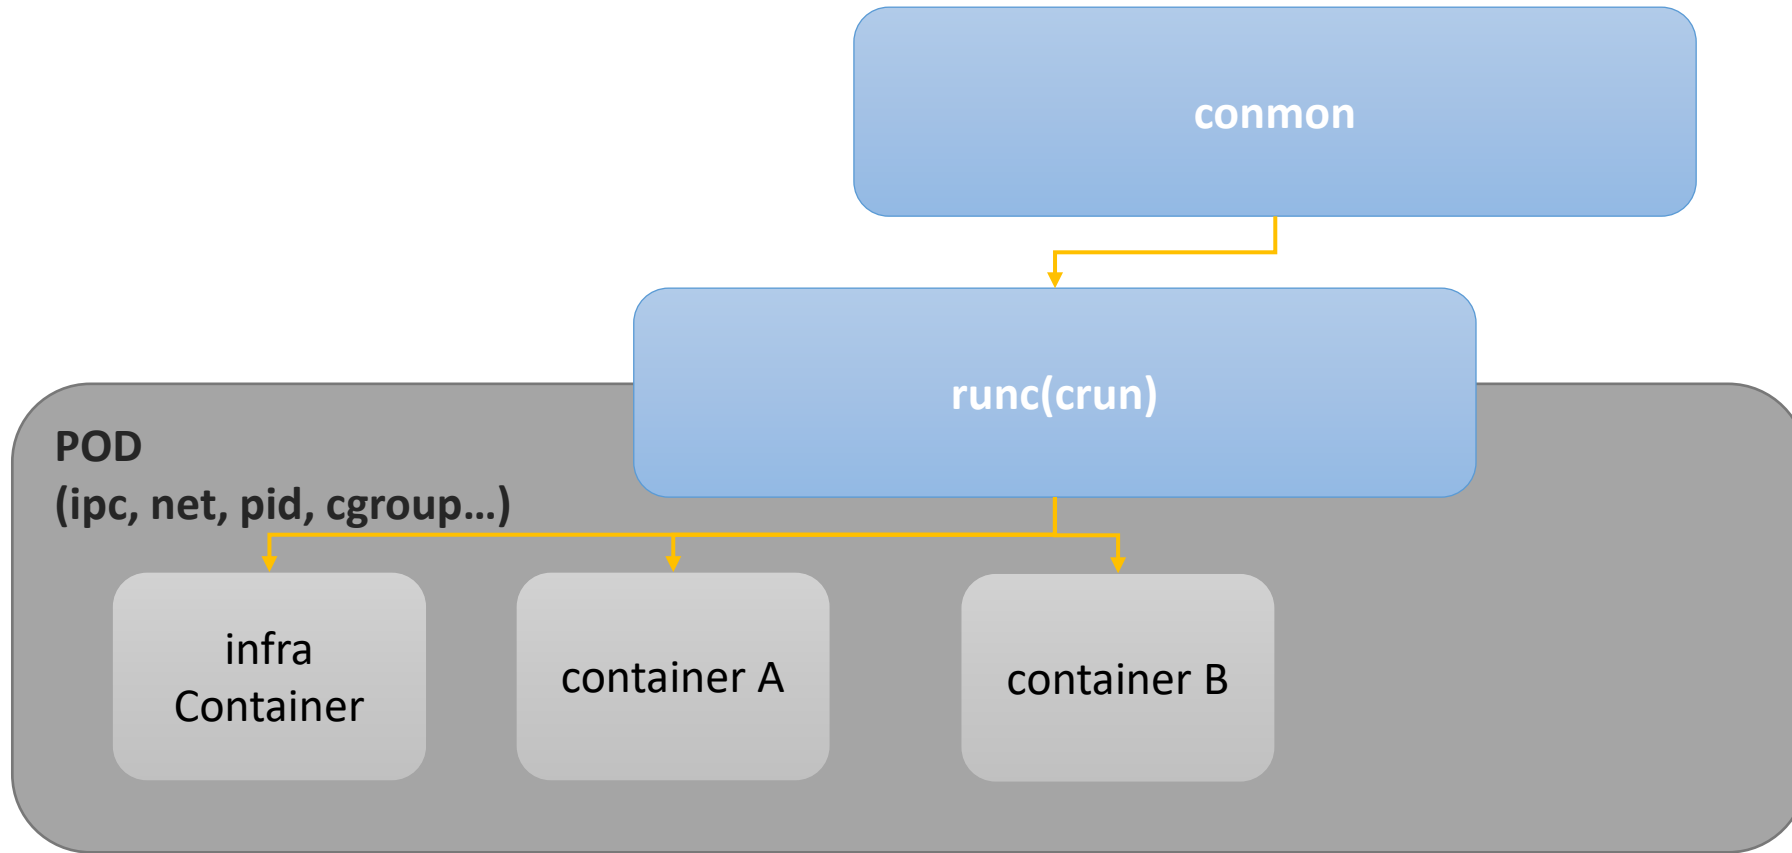 conmon
runc(crun)
POD
(ipc, net, pid, cgroup...)
infra
Container
container A
container B